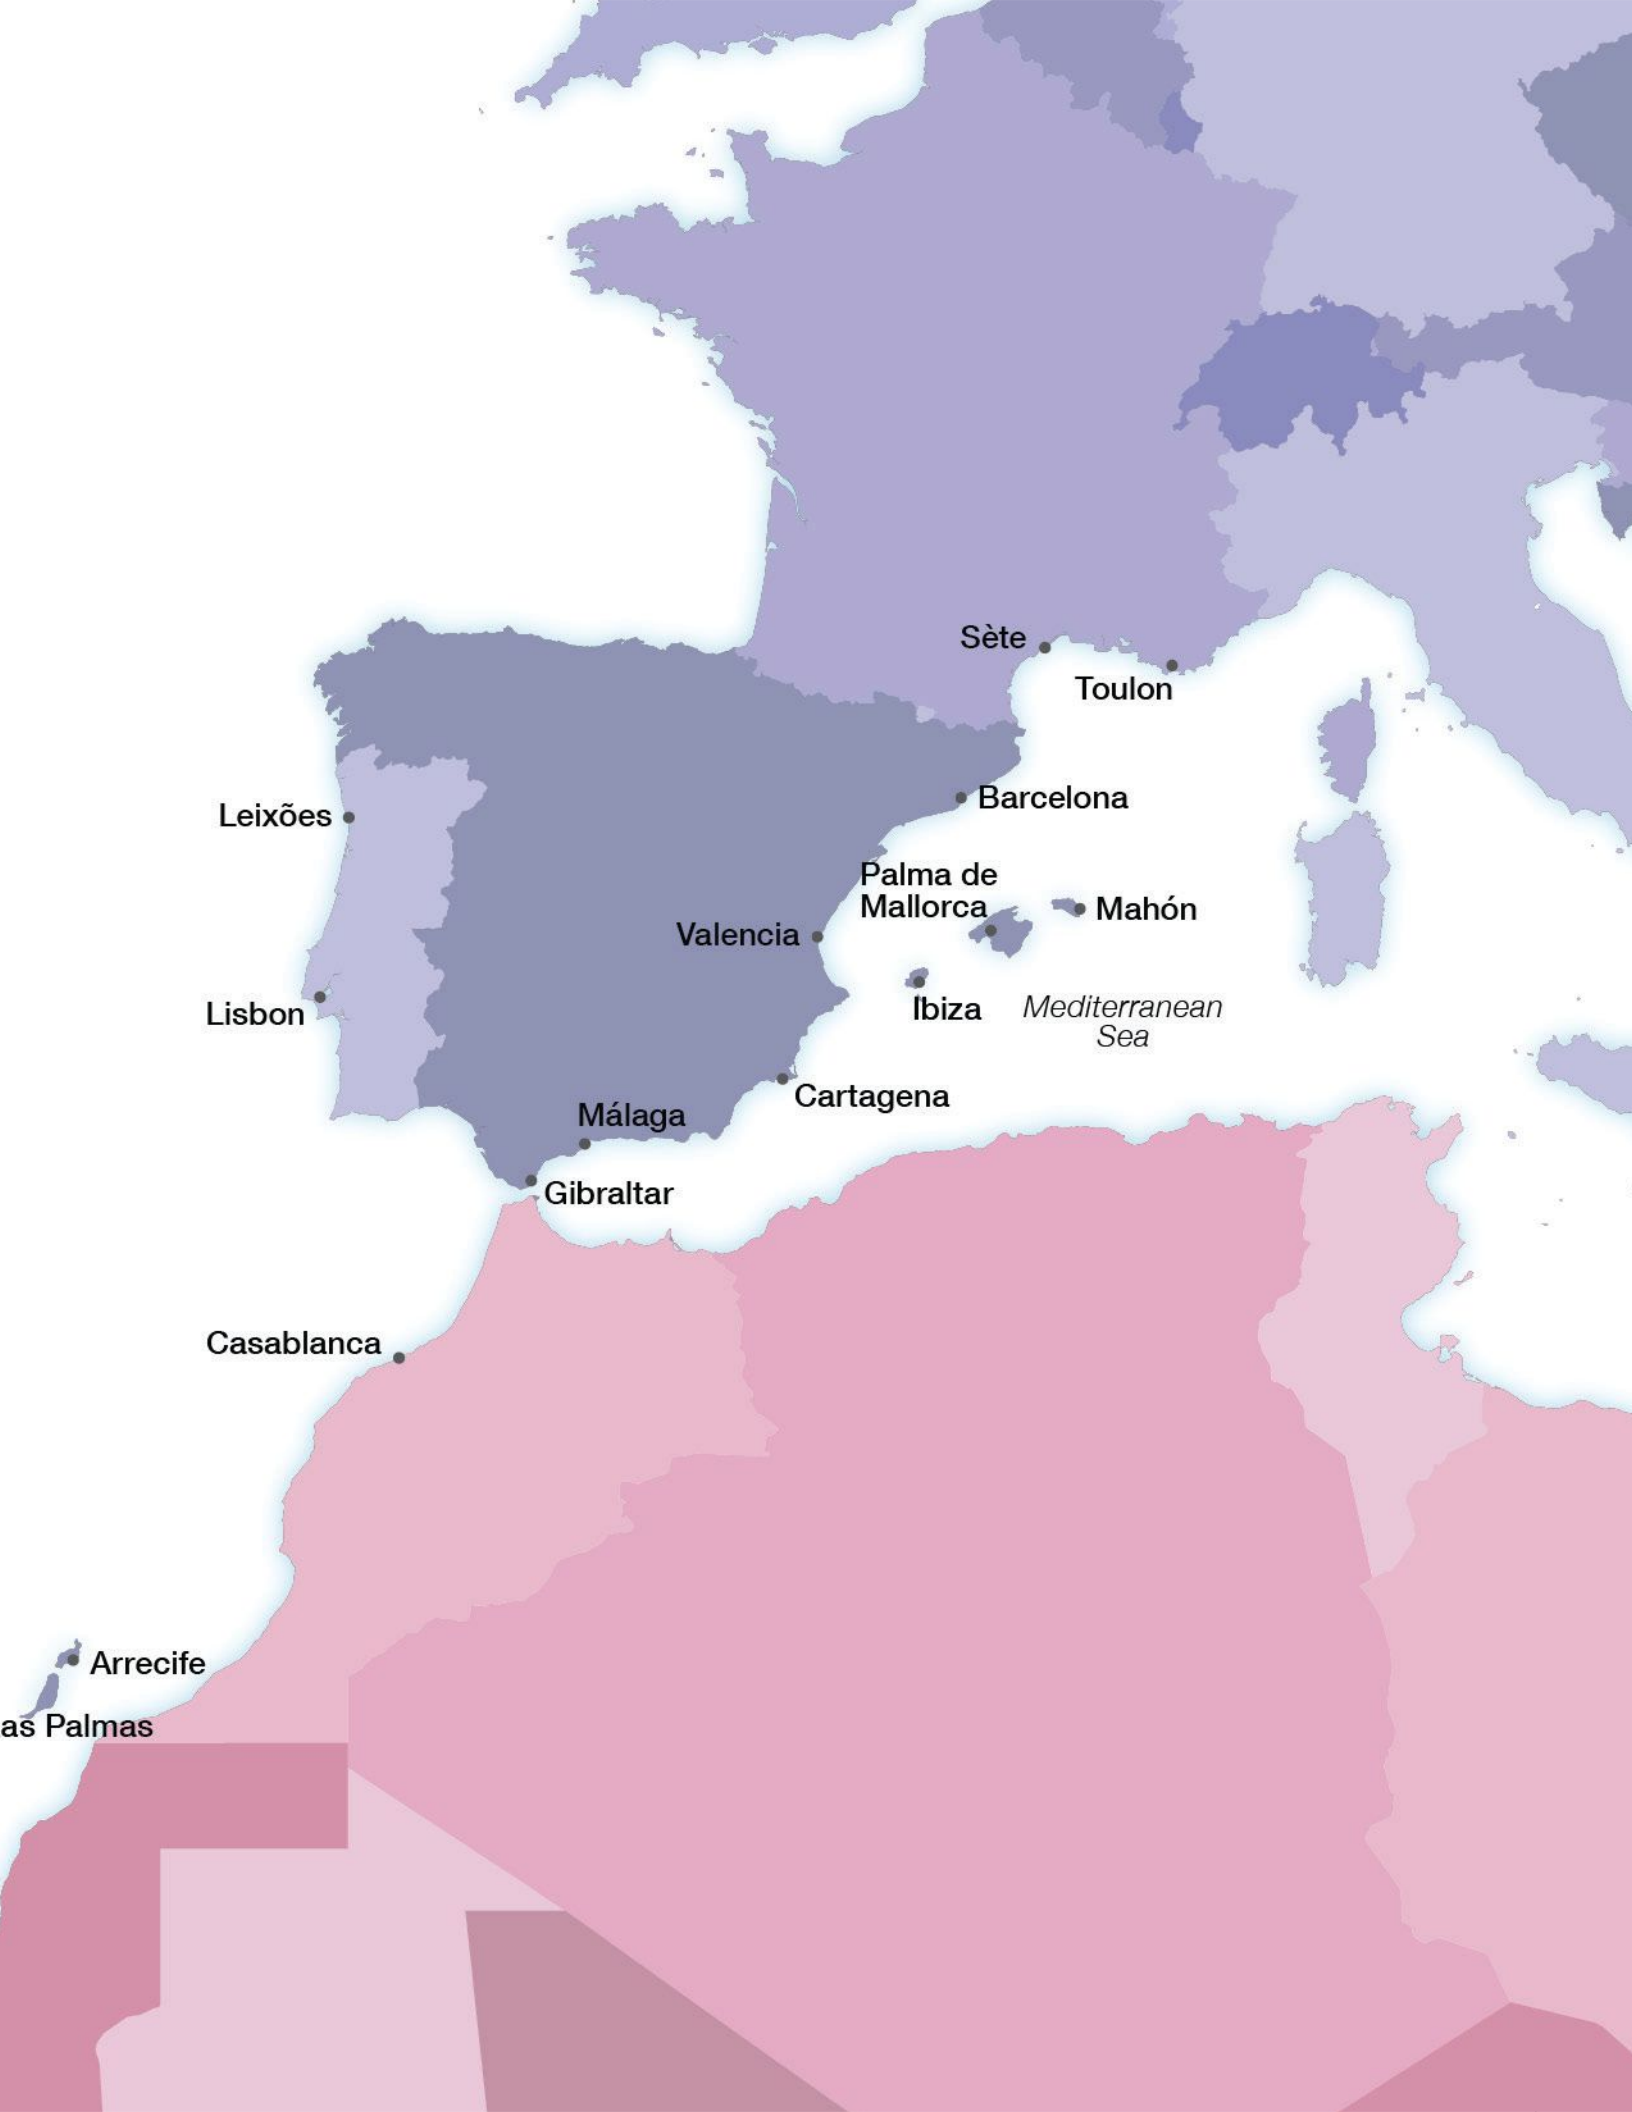 Sète
Toulon
Leixões
Barcelona
Palma de
Mallorca
Mahón
Valencia
Ibiza
Mediterranean
Sea
Lisbon
Cartagena
Málaga
Gibraltar
Casablanca
Arrecife
as Palmas